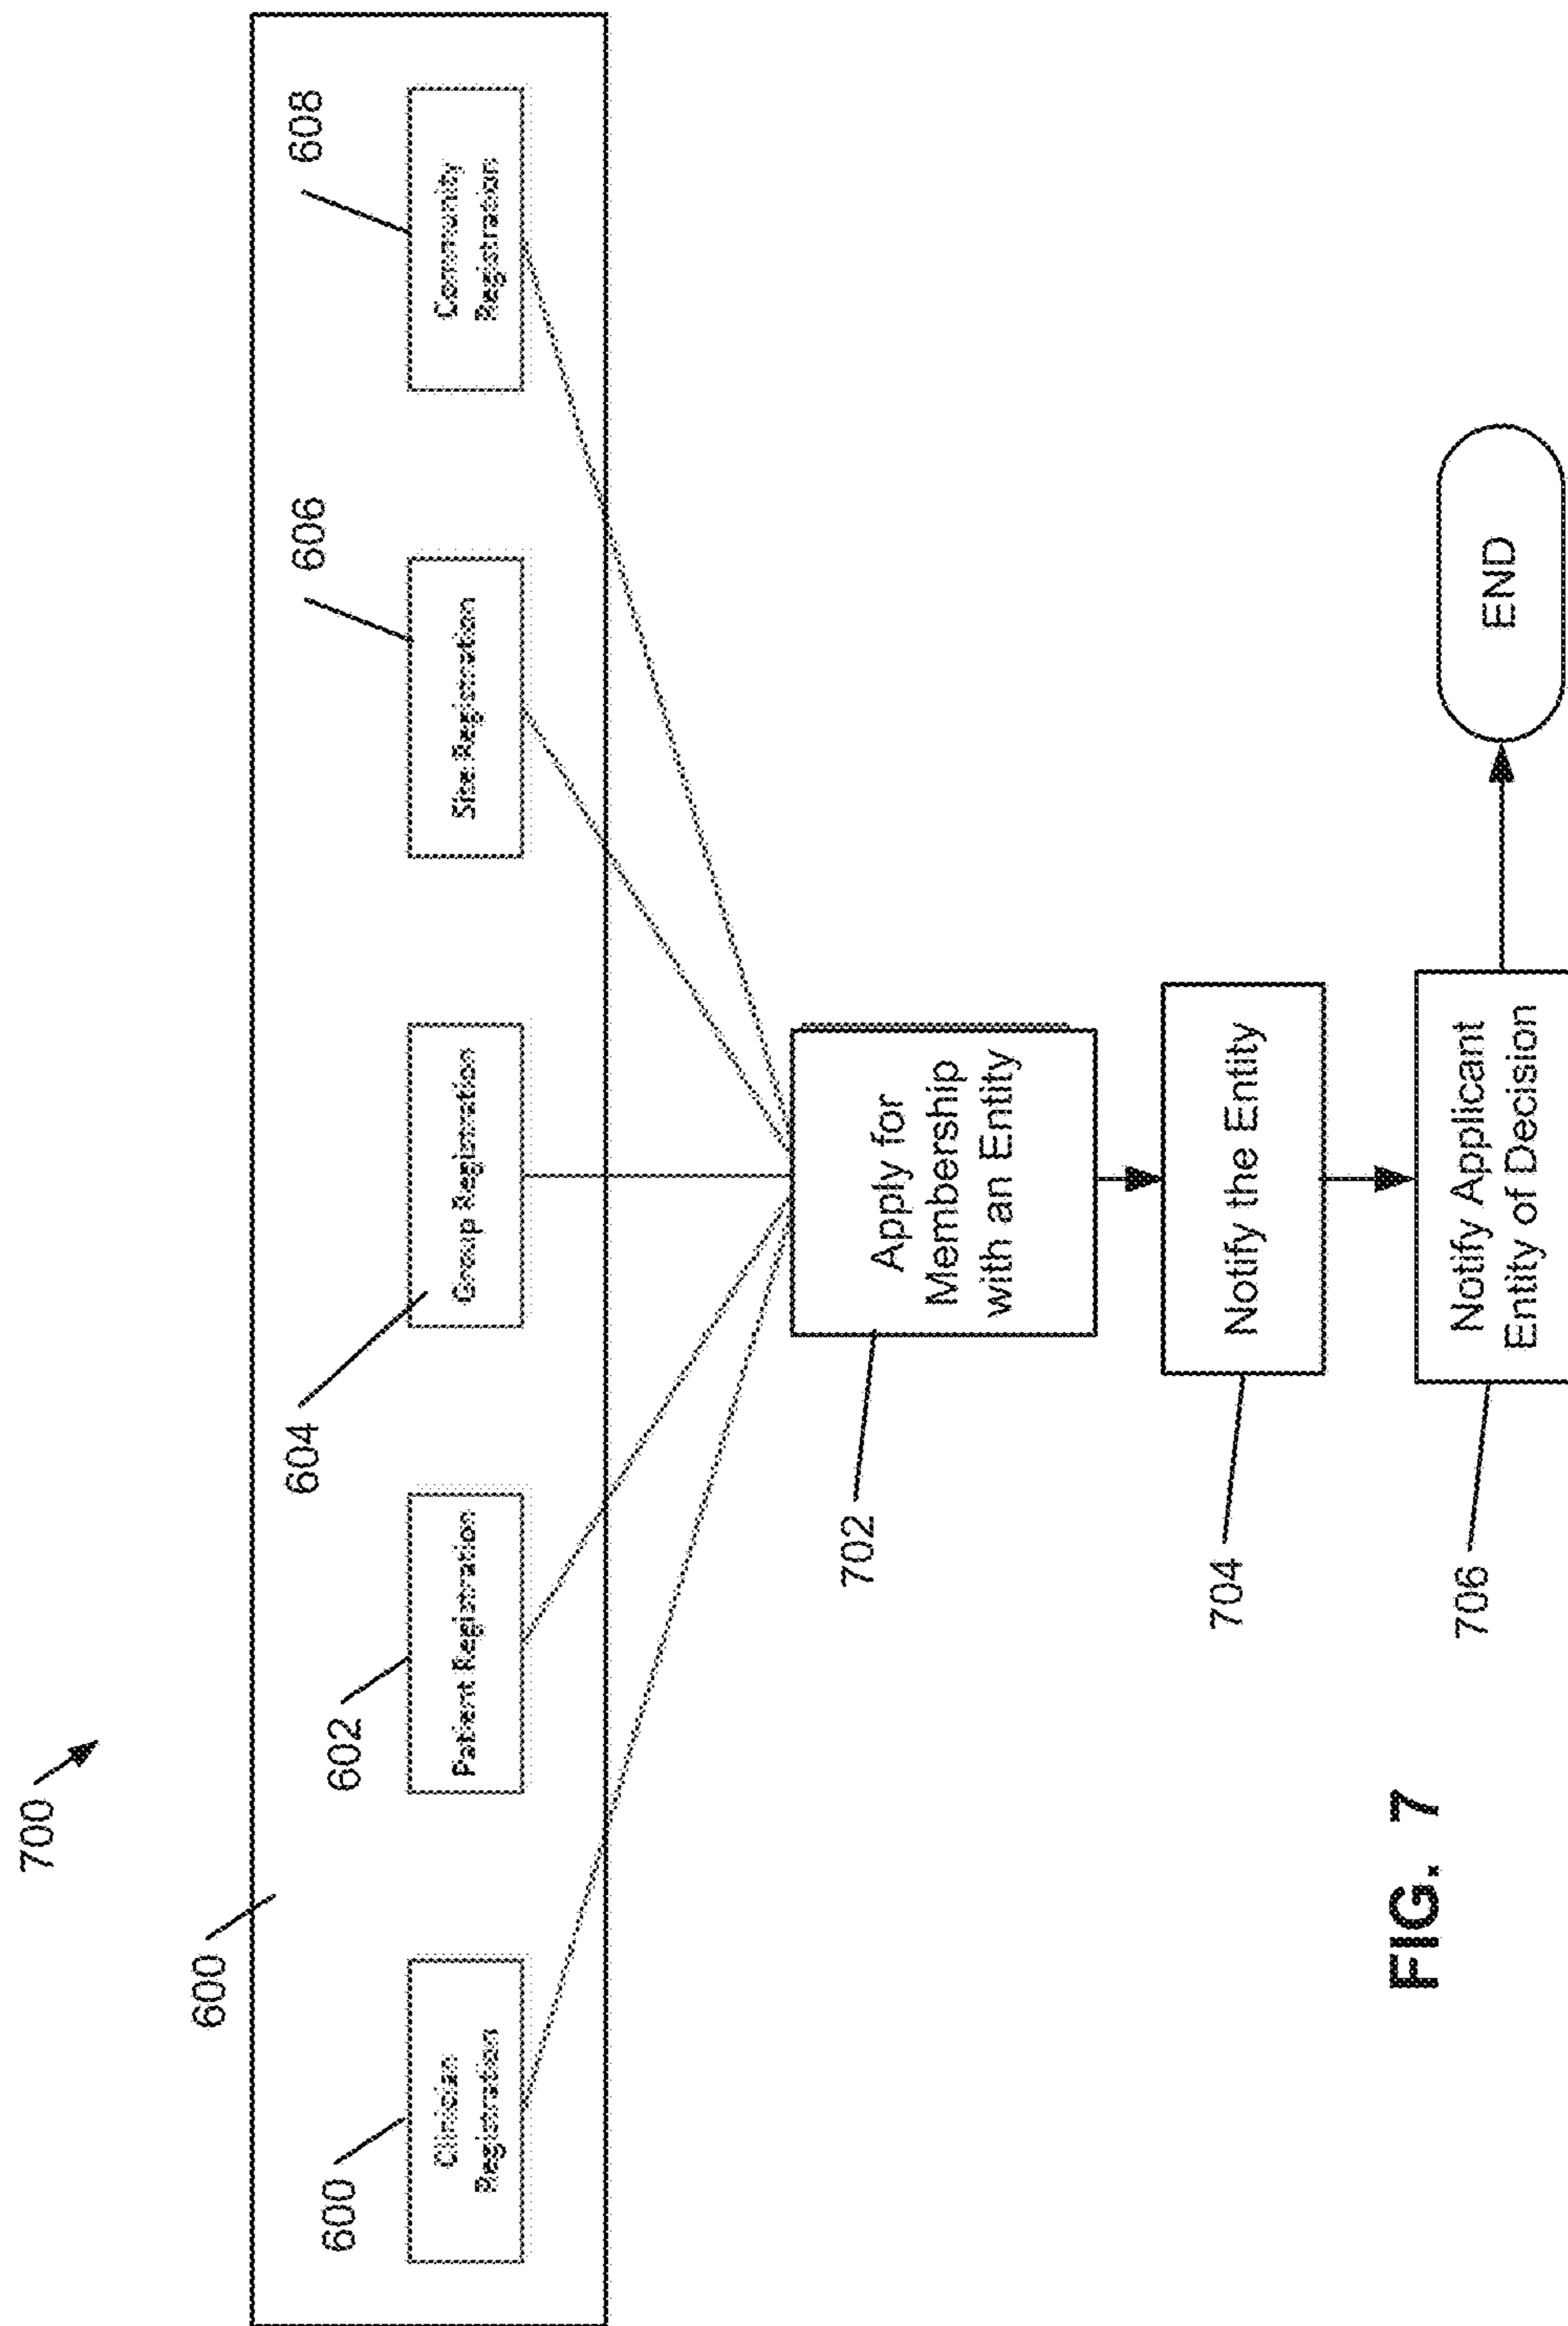 700
600
600
Clinician
Registration
602
Patient Registration
604
Group Registration
606
Site Registration
608
Community
Registration
702
Apply for
Membership
with an Entity
704
Notify the Entity
706
Notify Applicant
Entity of Decision
END
FIG. 7